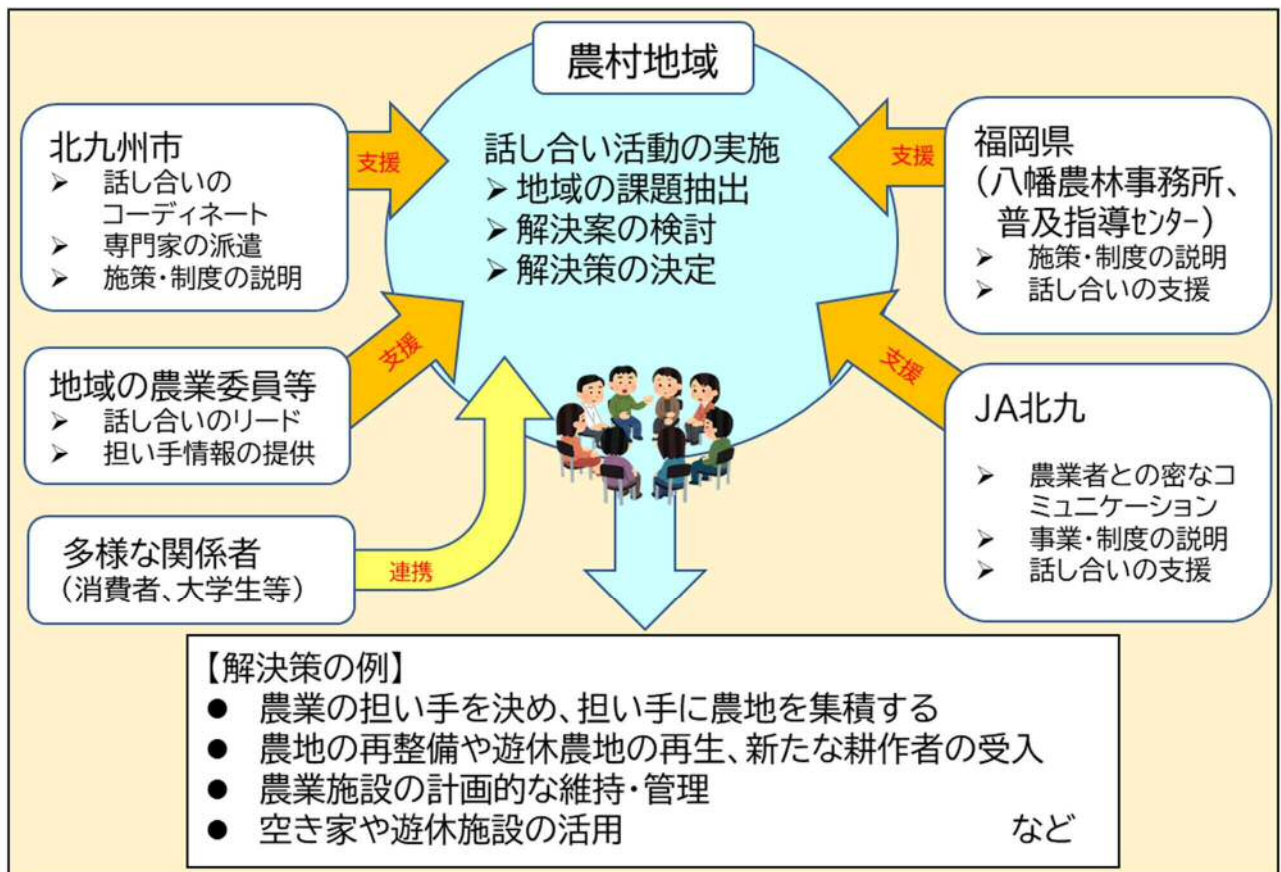 農村地域
話し合い活動の実施
➢ 地域の課題抽出
➢ 解決案の検討
➢ 解決策の決定
北九州市
➢ 話し合いの
コーディネート
➢ 専門家の派遣
➢ 施策・制度の説明
支援
地域の農業委員等
➢ 話し合いのリード
➢ 担い手情報の提供
支援
多様な関係者
(消費者、大学生等)
連携
福岡県
(八幡農林事務所、
普及指導ｾﾝﾀｰ)
➢ 施策・制度の説明
➢ 話し合いの支援
支援
JA北九
➢ 農業者との密なコ
ミュニケーション
➢ 事業・制度の説明
➢ 話し合いの支援
支援
【解決策の例】
● 農業の担い手を決め、担い手に農地を集積する
● 農地の再整備や遊休農地の再生、新たな耕作者の受入
● 農業施設の計画的な維持・管理
● 空き家や遊休施設の活用 など